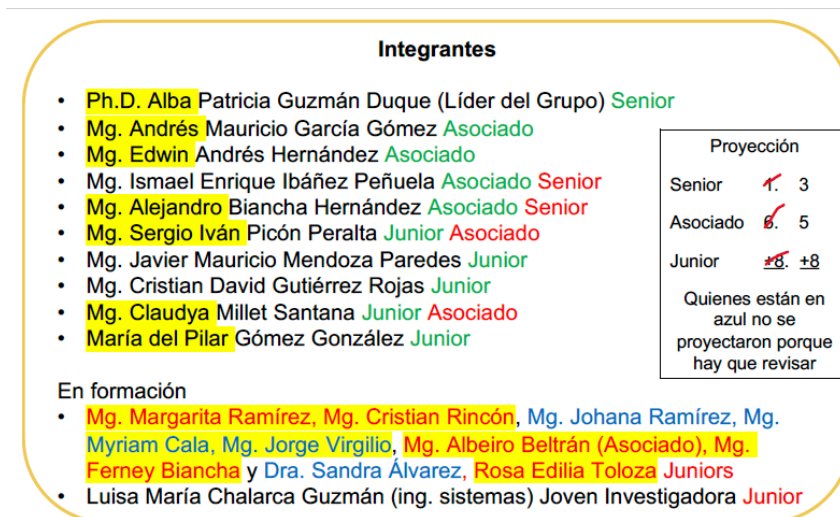 Integrantes
• Ph.D. Alba Patricia Guzmán Duque (Líder del Grupo) Senior
• Mg. Andrés Mauricio García Gómez Asociado
• Mg. Edwin Andrés Hernández Asociado
• Mg. Ismael Enrique Ibáñez Peñuela Asociado Senior
• Mg. Alejandro Biancha Hernández Asociado Senior
• Mg. Sergio Iván Picón Peralta Junior Asociado
• Mg. Javier Mauricio Mendoza Paredes Junior
• Mg. Cristian David Gutiérrez Rojas Junior
• Mg. Claudya Millet Santana Junior Asociado
• María del Pilar Gómez González Junior
Proyección
Senior 1. 3
Asociado 6. 5
Junior +8. +8
Quienes están en
azul no se
proyectaron porque
hay que revisar
En formación
• Mg. Margarita Ramírez, Mg. Cristian Rincón, Mg. Johana Ramírez, Mg.
Myriam Cala, Mg. Jorge Virgilio, Mg. Albeiro Beltrán (Asociado), Mg.
Ferney Biancha y Dra. Sandra Álvarez, Rosa Edilia Toloza Juniors
• Luisa María Chalarca Guzmán (ing. sistemas) Joven Investigadora Junior